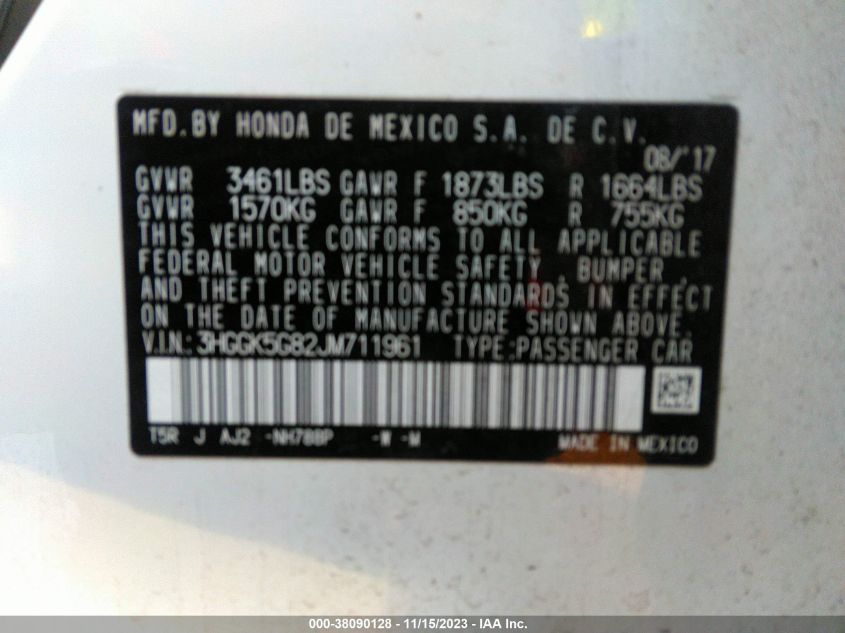 MFD.BY HONDA DE MEXICO S.A. DE C.V.
08/'17
GVWR 3461LBS GAWR F 1873LBS R 1664LBS
GVWR 1570KG GAWR F 850KG R 755KG
THIS VEHICLE CONFORMS TO ALL APPLICABLE
FEDERAL MOTOR VEHICLE SAFETY, BUMPER,
AND THEFT PREVENTION STANDARDS IN EFFECT
ON THE DATE OF MANUFACTURE SHOWN ABOVE.
V.I.N.: 3HGGK5G82JM711961 TYPE:PASSENGER CAR
T5R J AJ2 -NH788P -W -M MADE IN MEXICO
000-38090128 - 11/15/2023 - IAA Inc.